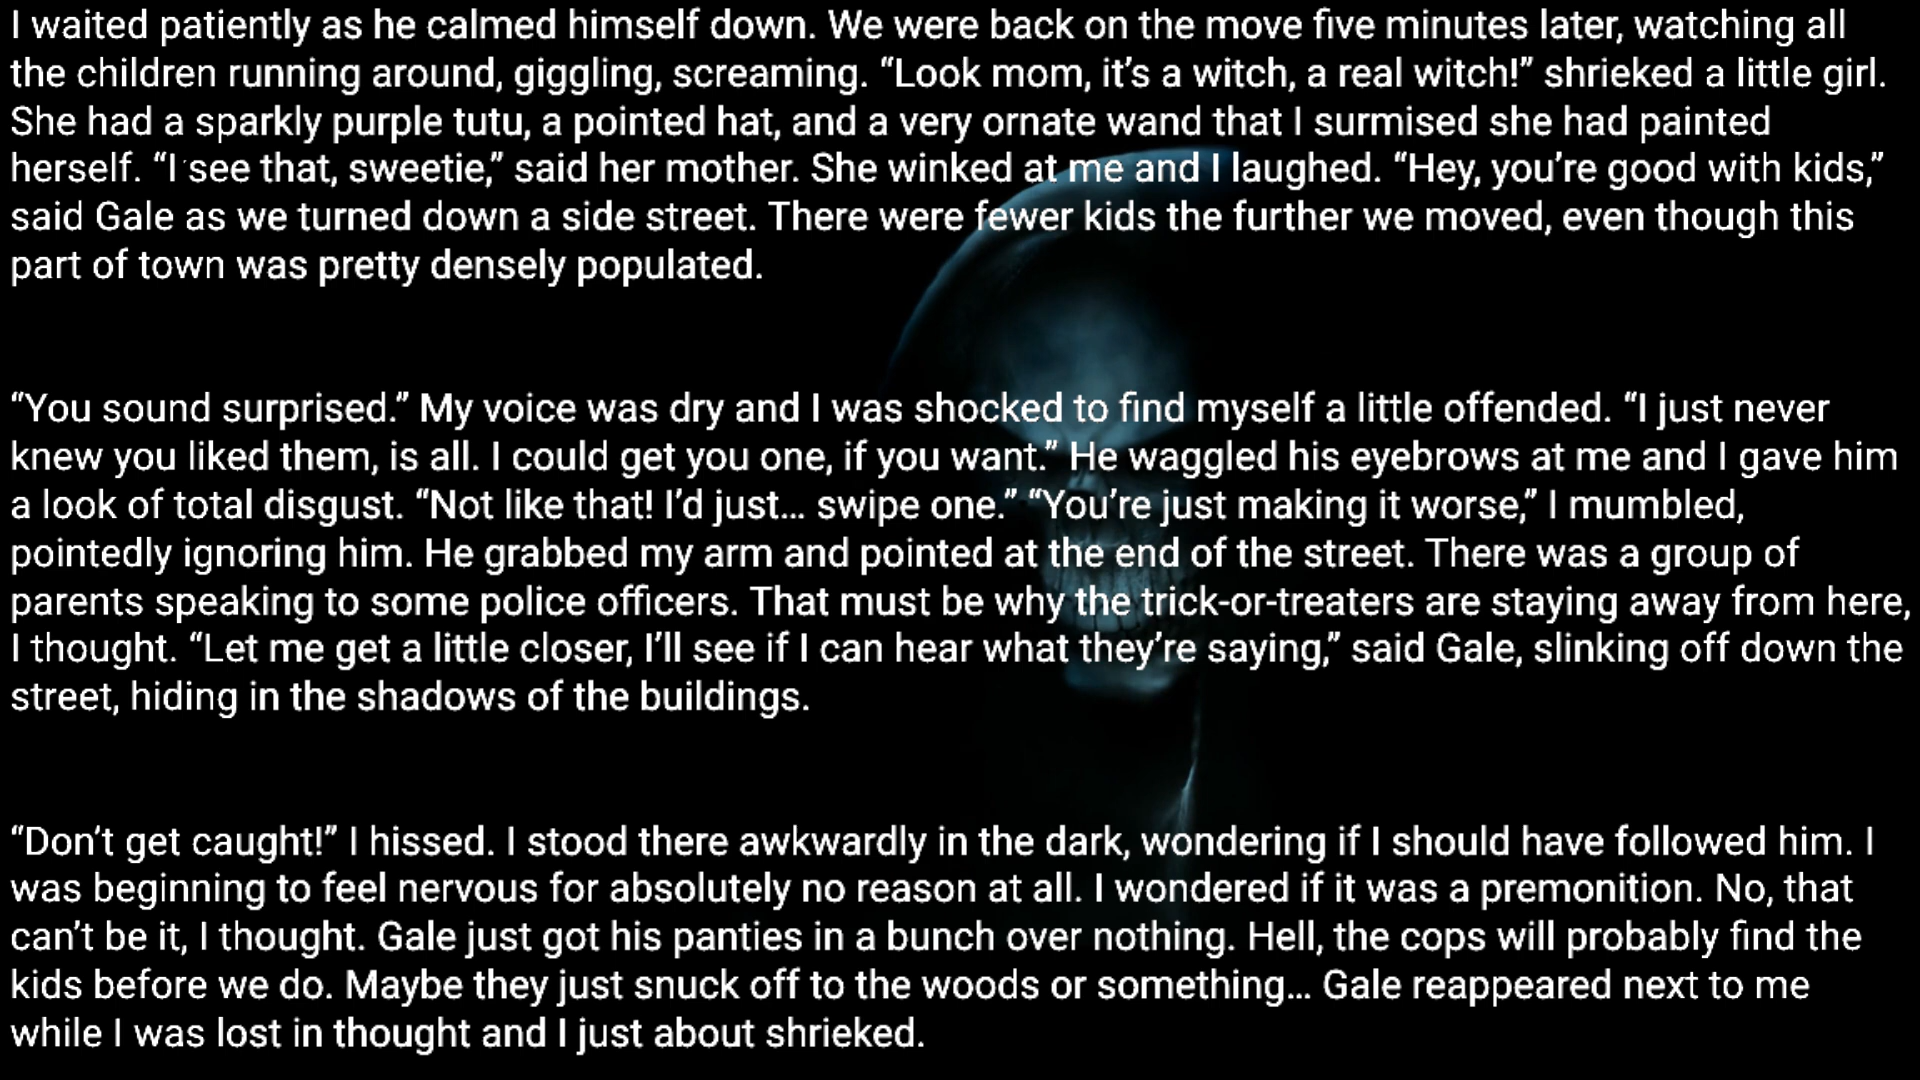 I waited patiently as he calmed himself down. We were back on the move five minutes later, watching all
the children running around, giggling, screaming. “Look mom, it’s a witch, a real witch!” shrieked a little girl.
She had a sparkly purple tutu, a pointed hat, and a very ornate wand that I surmised she had painted
herself. “I see that, sweetie,” said her mother. She winked at me and I laughed. “Hey, you’re good with kids,”
said Gale as we turned down a side street. There were fewer kids the further we moved, even though this
part of town was pretty densely populated.
“You sound surprised.” My voice was dry and I was shocked to find myself a little offended. “I just never
knew you liked them, is all. I could get you one, if you want.” He waggled his eyebrows at me and I gave him
a look of total disgust. “Not like that! I’d just... swipe one.” “You’re just making it worse,” I mumbled,
pointedly ignoring him. He grabbed my arm and pointed at the end of the street. There was a group of
parents speaking to some police officers. That must be why the trick-or-treaters are staying away from here,
I thought. “Let me get a little closer, I’ll see if I can hear what they’re saying,” said Gale, slinking off down the
street, hiding in the shadows of the buildings.
“Don’t get caught!” I hissed. I stood there awkwardly in the dark, wondering if I should have followed him. I
was beginning to feel nervous for absolutely no reason at all. I wondered if it was a premonition. No, that
can’t be it, I thought. Gale just got his panties in a bunch over nothing. Hell, the cops will probably find the
kids before we do. Maybe they just snuck off to the woods or something... Gale reappeared next to me
while I was lost in thought and I just about shrieked.